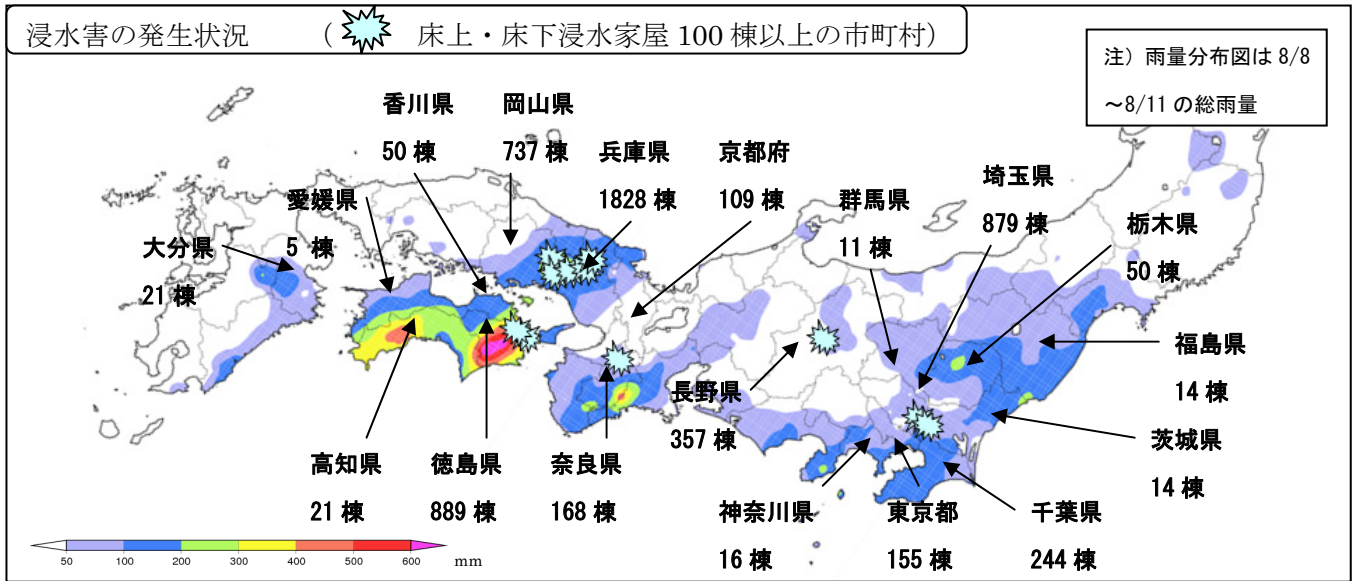 浸水害の発生状況 （ 床上・床下浸水家屋 100 棟以上の市町村）
注）雨量分布図は 8/8
～8/11 の総雨量
香川県
50 棟
岡山県
737 棟
兵庫県
1828 棟
京都府
109 棟
群馬県
11 棟
埼玉県
879 棟
栃木県
50 棟
愛媛県
5 棟
大分県
21 棟
福島県
14 棟
長野県
357 棟
茨城県
14 棟
高知県
21 棟
徳島県
889 棟
奈良県
168 棟
神奈川県
16 棟
東京都
155 棟
千葉県
244 棟
50 100 200 300 400 500 600 mm